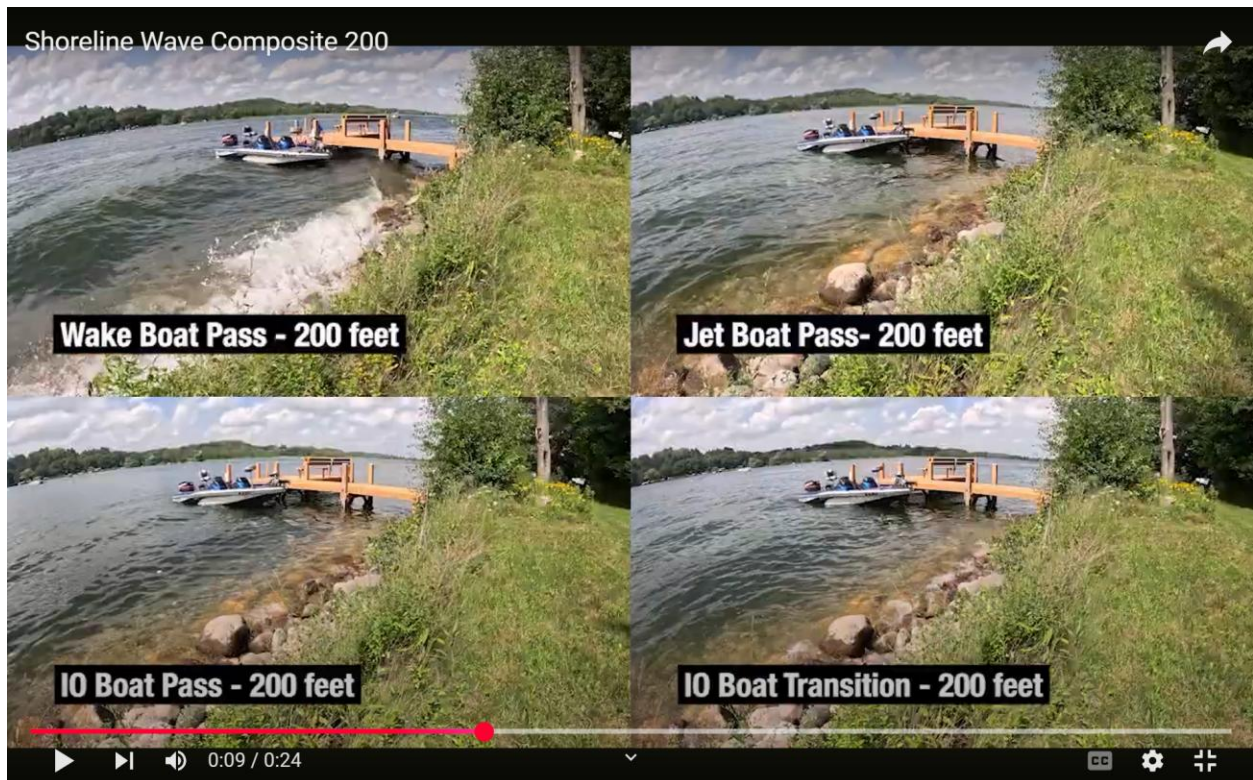 Shoreline Wave Composite 200
Wake Boat Pass - 200 feet
Jet Boat Pass- 200 feet
IO Boat Pass - 200 feet
IO Boat Transition - 200 feet
0:09 / 0:24
CC